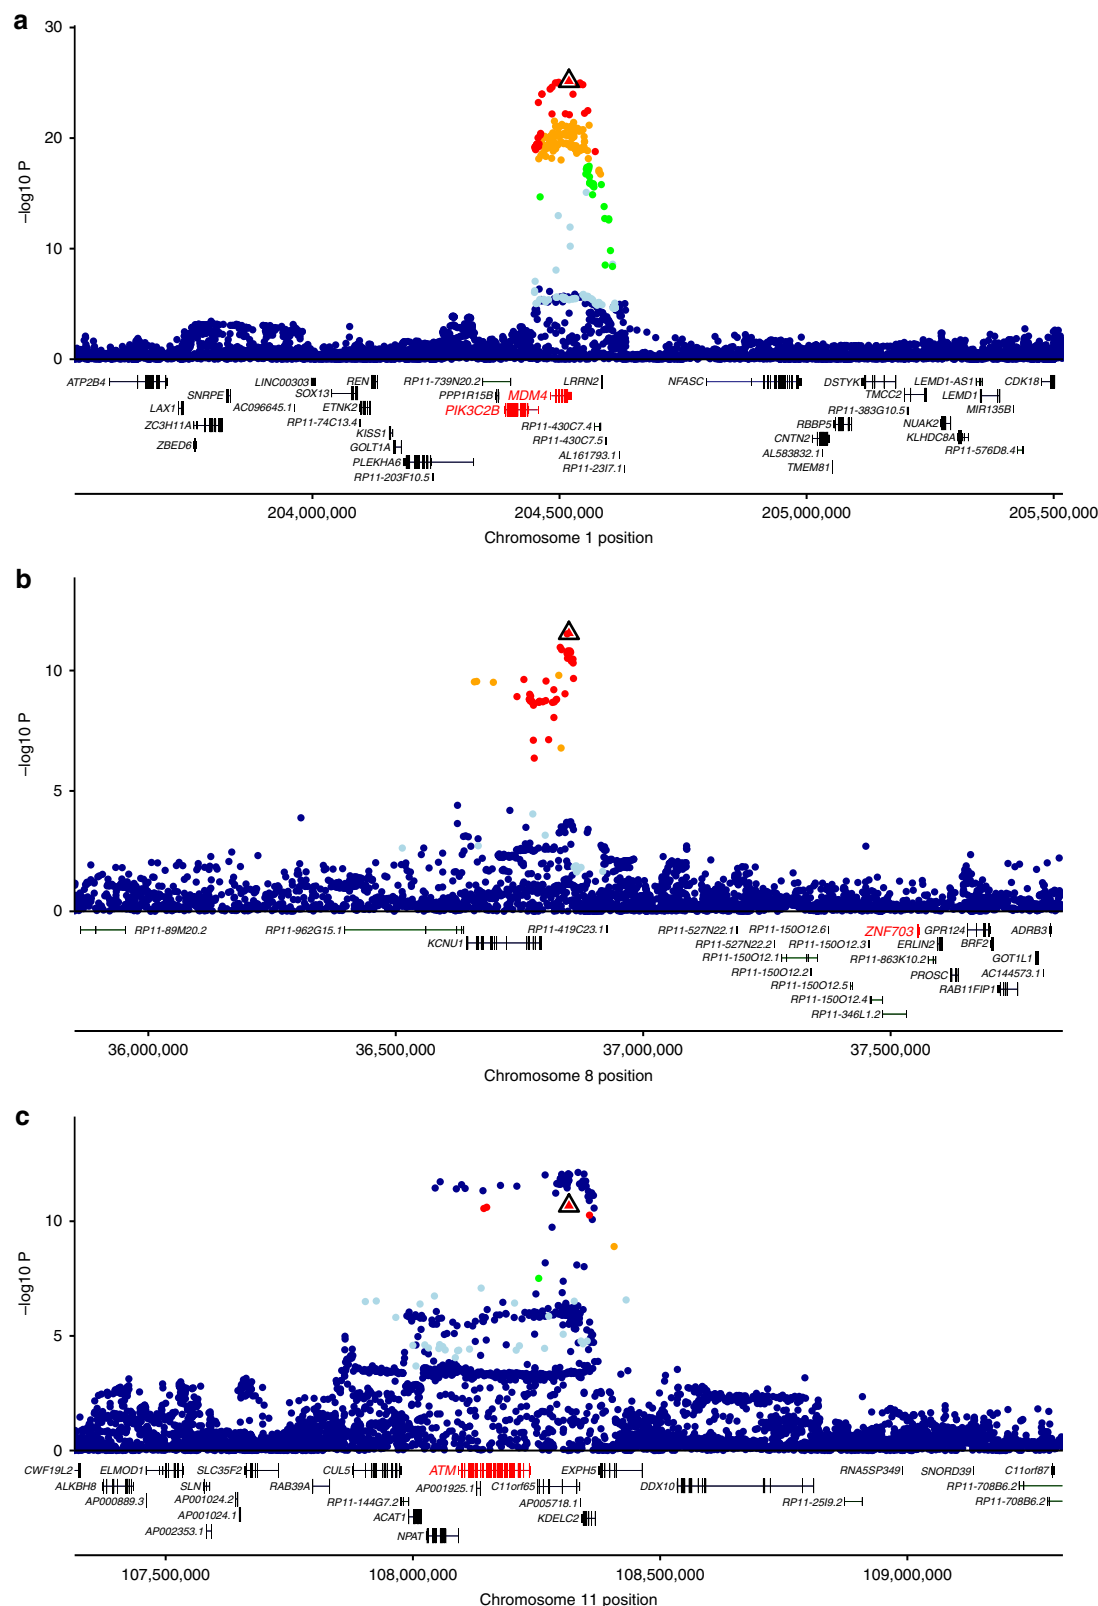 a
30
20
10
0
–log10 P
ATP2B4
LINC00303
REN
RP11-739N20.2
LRRN2
NFASC
DSTYK
LEMD1-AS1
CDK18
SNRPE
SOX13
PPP1R15B
MDM4
TMCC2
LEMD1
LAX1
AC096645.1
ETNK2
PIK3C2B
RP11-383G10.5
MIR135B
ZC3H11A
RP11-74C13.4
RP11-430C7.4
RBBP5
NUAK2
KISS1
RP11-430C7.5
CNTN2
KLHDC8A
ZBED6
GOLT1A
AL161793.1
AL583832.1
RP11-576D8.4
PLEKHA6
RP11-23I7.1
TMEM81
RP11-203F10.5
204,000,000
204,500,000
205,000,000
205,500,000
Chromosome 1 position
b
10
5
0
–log10 P
RP11-89M20.2
RP11-962G15.1
RP11-419C23.1
RP11-527N22.1
RP11-150O12.6
ZNF703
GPR124
ADRB3
KCNU1
RP11-527N22.2
RP11-150O12.3
ERLIN2
BRF2
RP11-150O12.1
RP11-863K10.2
GOT1L1
RP11-150O12.2
PROSC
AC144573.1
RP11-150O12.5
RAB11FIP1
RP11-150O12.4
RP11-346L1.2
36,000,000
36,500,000
37,000,000
37,500,000
Chromosome 8 position
c
10
5
0
–log10 P
CWF19L2
ELMOD1
SLC35F2
CUL5
ATM
EXPH5
RNA5SP349
SNORD39
C11orf87
ALKBH8
SLN
RAB39A
AP001925.1
C11orf65
DDX10
RP11-708B6.2
AP000889.3
AP001024.2
RP11-144G7.2
AP005718.1
RP11-25I9.2
RP11-708B6.2
AP001024.1
ACAT1
KDELC2
AP002353.1
NPAT
107,500,000
108,000,000
108,500,000
109,000,000
Chromosome 11 position